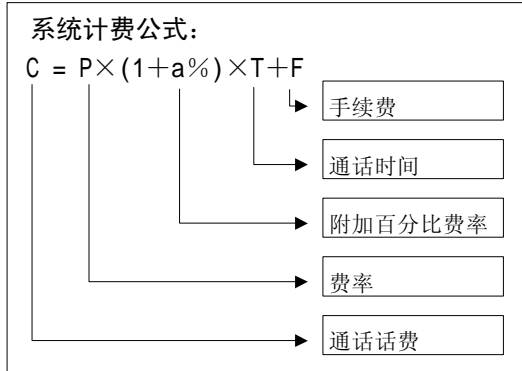 系统计费公式：
C = P×(1＋a％)×T＋F
手续费
通话时间
附加百分比费率
费率
通话话费